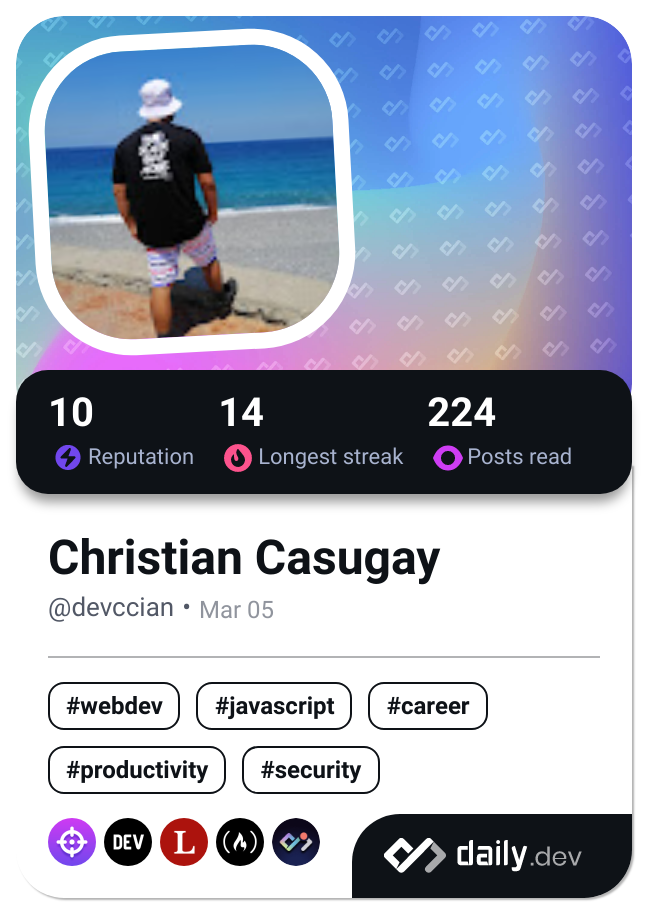 10 14 224
Reputation Longest streak Posts read
Christian Casugay
@devccian • Mar 05
#webdev #javascript #career
#productivity #security
DEV L
daily.dev